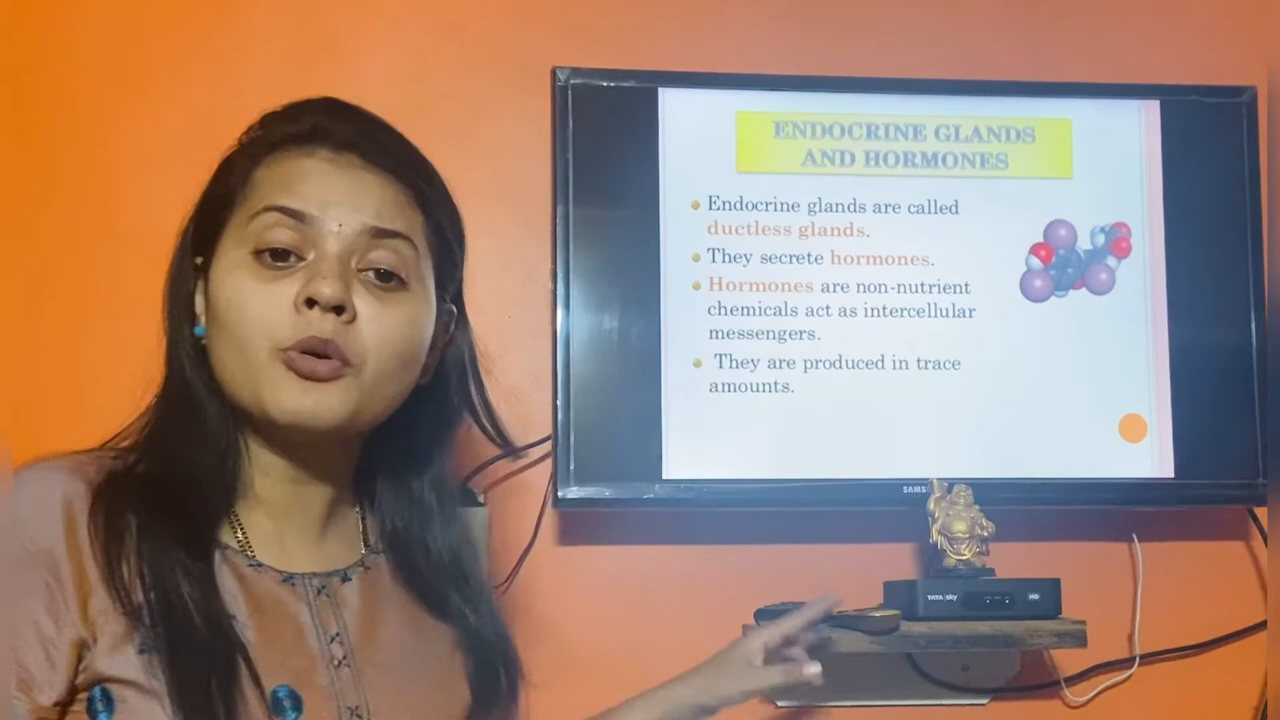 ENDOCRINE GLANDS
AND HORMONES
Endocrine glands are called
ductless glands.
They secrete hormones.
Hormones are non-nutrient
chemicals act as intercellular
messengers.
They are produced in trace
amounts.
SAMS
TATA sky
HD